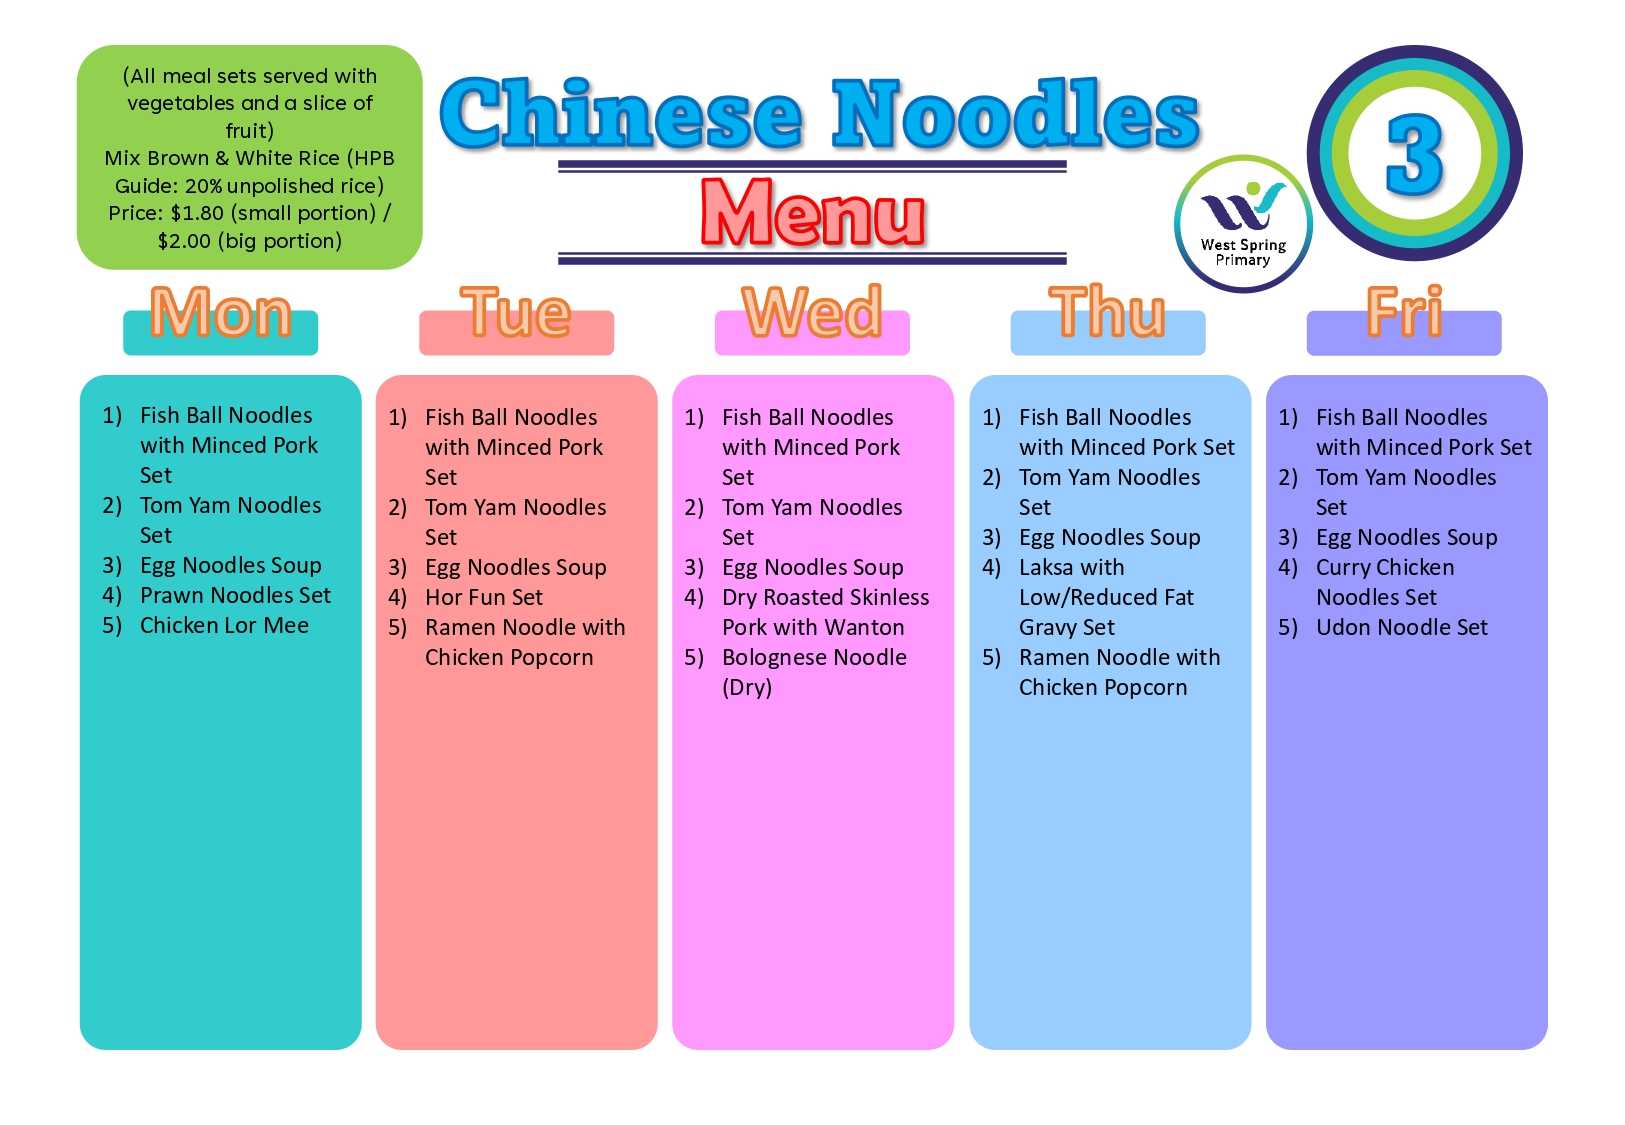 (All meal sets served with
vegetables and a slice of
fruit)
Mix Brown & White Rice (HPB
Guide: 20% unpolished rice)
Price: $1.80 (small portion) /
$2.00 (big portion)
Chinese Noodles
Menu
West Spring
Primary
3
Mon
1) Fish Ball Noodles
with Minced Pork
Set
2) Tom Yam Noodles
Set
3) Egg Noodles Soup
4) Prawn Noodles Set
5) Chicken Lor Mee
Tue
1) Fish Ball Noodles
with Minced Pork
Set
2) Tom Yam Noodles
Set
3) Egg Noodles Soup
4) Hor Fun Set
5) Ramen Noodle with
Chicken Popcorn
Wed
1) Fish Ball Noodles
with Minced Pork
Set
2) Tom Yam Noodles
Set
3) Egg Noodles Soup
4) Dry Roasted Skinless
Pork with Wanton
5) Bolognese Noodle
(Dry)
Thu
1) Fish Ball Noodles
with Minced Pork Set
2) Tom Yam Noodles
Set
3) Egg Noodles Soup
4) Laksa with
Low/Reduced Fat
Gravy Set
5) Ramen Noodle with
Chicken Popcorn
Fri
1) Fish Ball Noodles
with Minced Pork Set
2) Tom Yam Noodles
Set
3) Egg Noodles Soup
4) Curry Chicken
Noodles Set
5) Udon Noodle Set